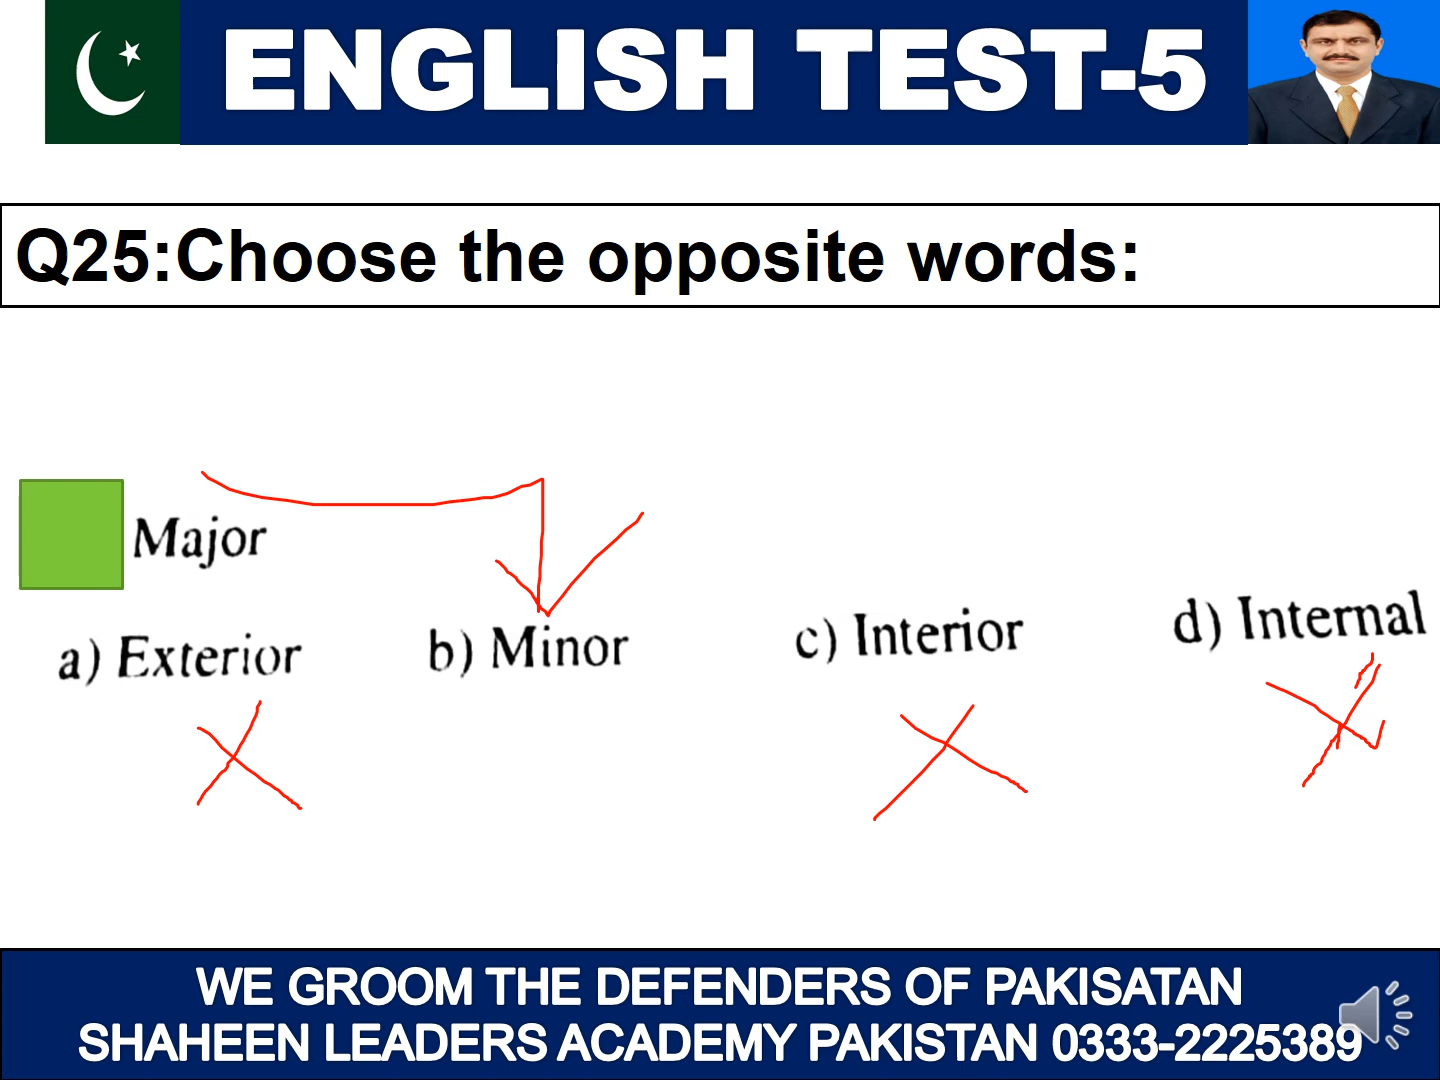 ENGLISH TEST-5
Q25:Choose the opposite words:
Major
a) Exterior b) Minor c) Interior d) Internal
WE GROOM THE DEFENDERS OF PAKISATAN
SHAHEEN LEADERS ACADEMY PAKISTAN 0333-2225389